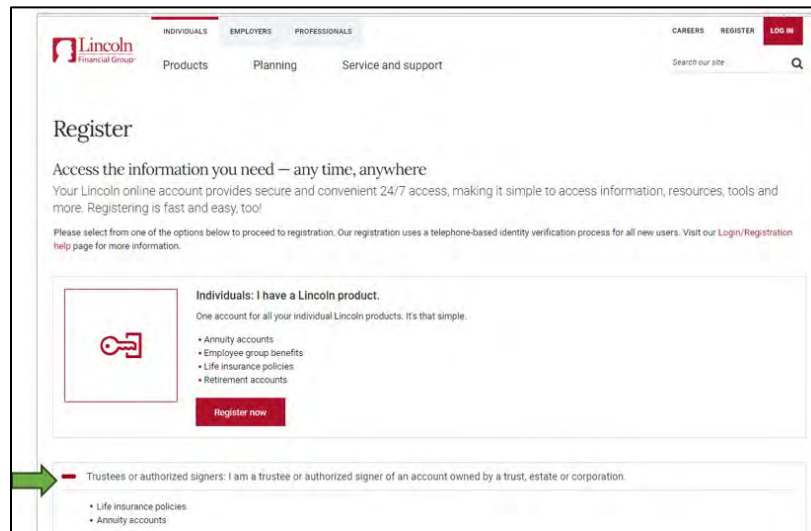 INDIVIDUALS EMPLOYERS PROFESSIONALS
CAREERS REGISTER LOG IN
Lincoln
Financial Group
Products Planning Service and support
Search our site
Register
Access the information you need — any time, anywhere
Your Lincoln online account provides secure and convenient 24/7 access, making it simple to access information, resources, tools and
more. Registering is fast and easy, too!
Please select from one of the options below to proceed to registration. Our registration uses a telephone-based identity verification process for all new users. Visit our Login/Registration
help page for more information.
Individuals: I have a Lincoln product.
One account for all your individual Lincoln products. It's that simple.
• Annuity accounts
• Employee group benefits
• Life insurance policies
• Retirement accounts
Register now
Trustees or authorized signers: I am a trustee or authorized signer of an account owned by a trust, estate or corporation.
• Life insurance policies
• Annuity accounts